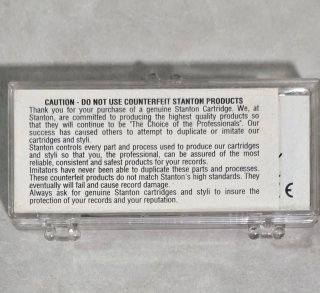 CAUTION - DO NOT USE COUNTERFEIT STANTON PRODUCTS
Thank you for your purchase of a genuine Stanton Cartridge. We, at
Stanton, are committed to producing the highest quality products so
that they will continue to be "The Choice of the Professionals". Our
success has caused others to attempt to duplicate or imitate our
cartridges and styli.
Stanton controls every part and process used to produce our cartridges
and styli so that you, the professional, can be assured of the most
reliable, consistent and safest products for your records.
Imitators have never been able to duplicate these parts and processes.
These counterfeit products do not match Stanton's high standards. They
eventually will fail and cause record damage.
Always ask for genuine Stanton cartridges and styli to insure the
protection of your records and your reputation.
CE